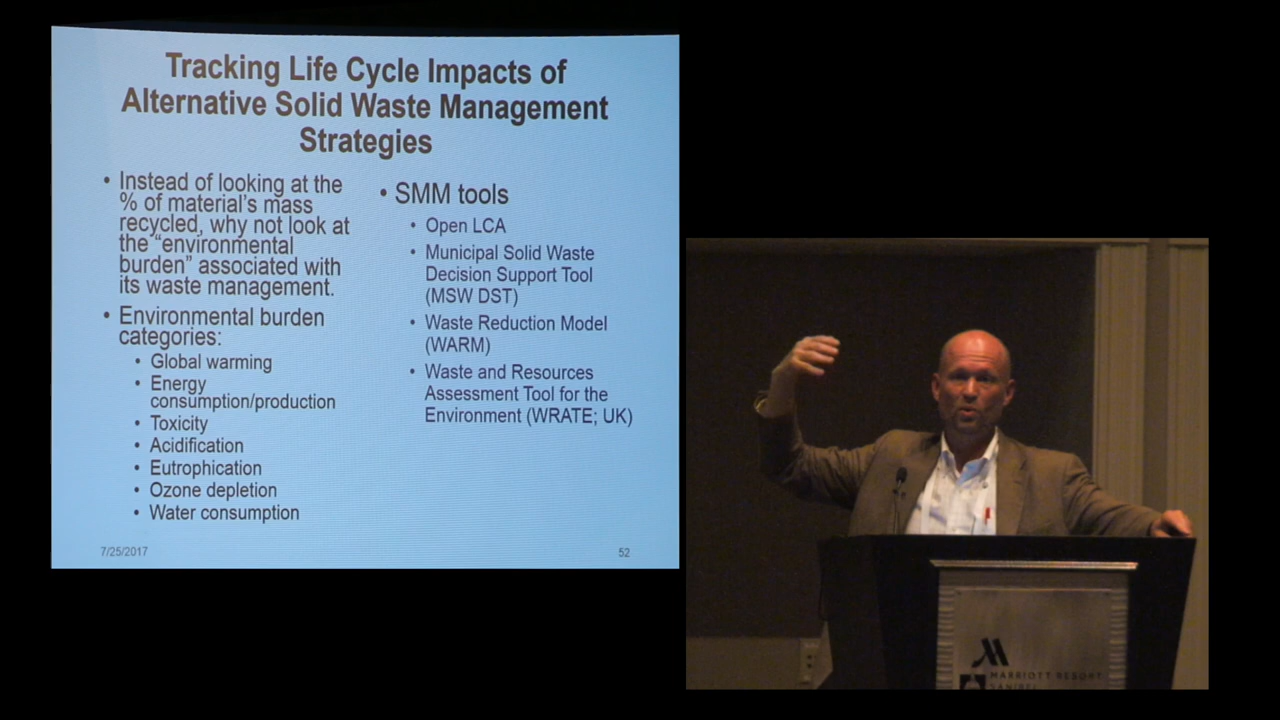 Tracking Life Cycle Impacts of
Alternative Solid Waste Management
Strategies
• Instead of looking at the
% of material's mass
recycled, why not look at
the "environmental
burden" associated with
its waste management.
• Environmental burden
categories:
• Global warming
• Energy
consumption/production
• Toxicity
• Acidification
• Eutrophication
• Ozone depletion
• Water consumption
• SMM tools
• Open LCA
• Municipal Solid Waste
Decision Support Tool
(MSW DST)
• Waste Reduction Model
(WARM)
• Waste and Resources
Assessment Tool for the
Environment (WRATE; UK)
7/25/2017
52
MARRIOTT RESORT
SANIBEL